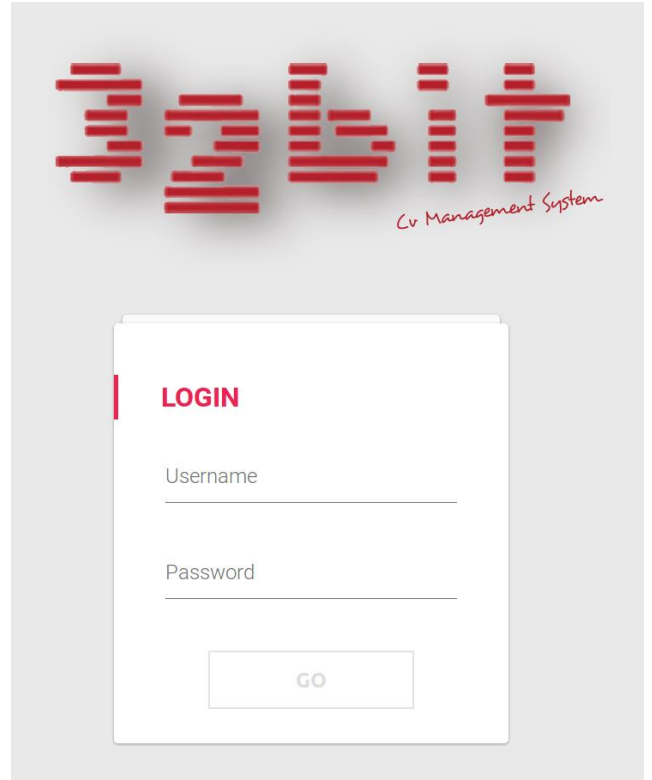 32bit
Cv Management System
LOGIN
Username
Password
GO